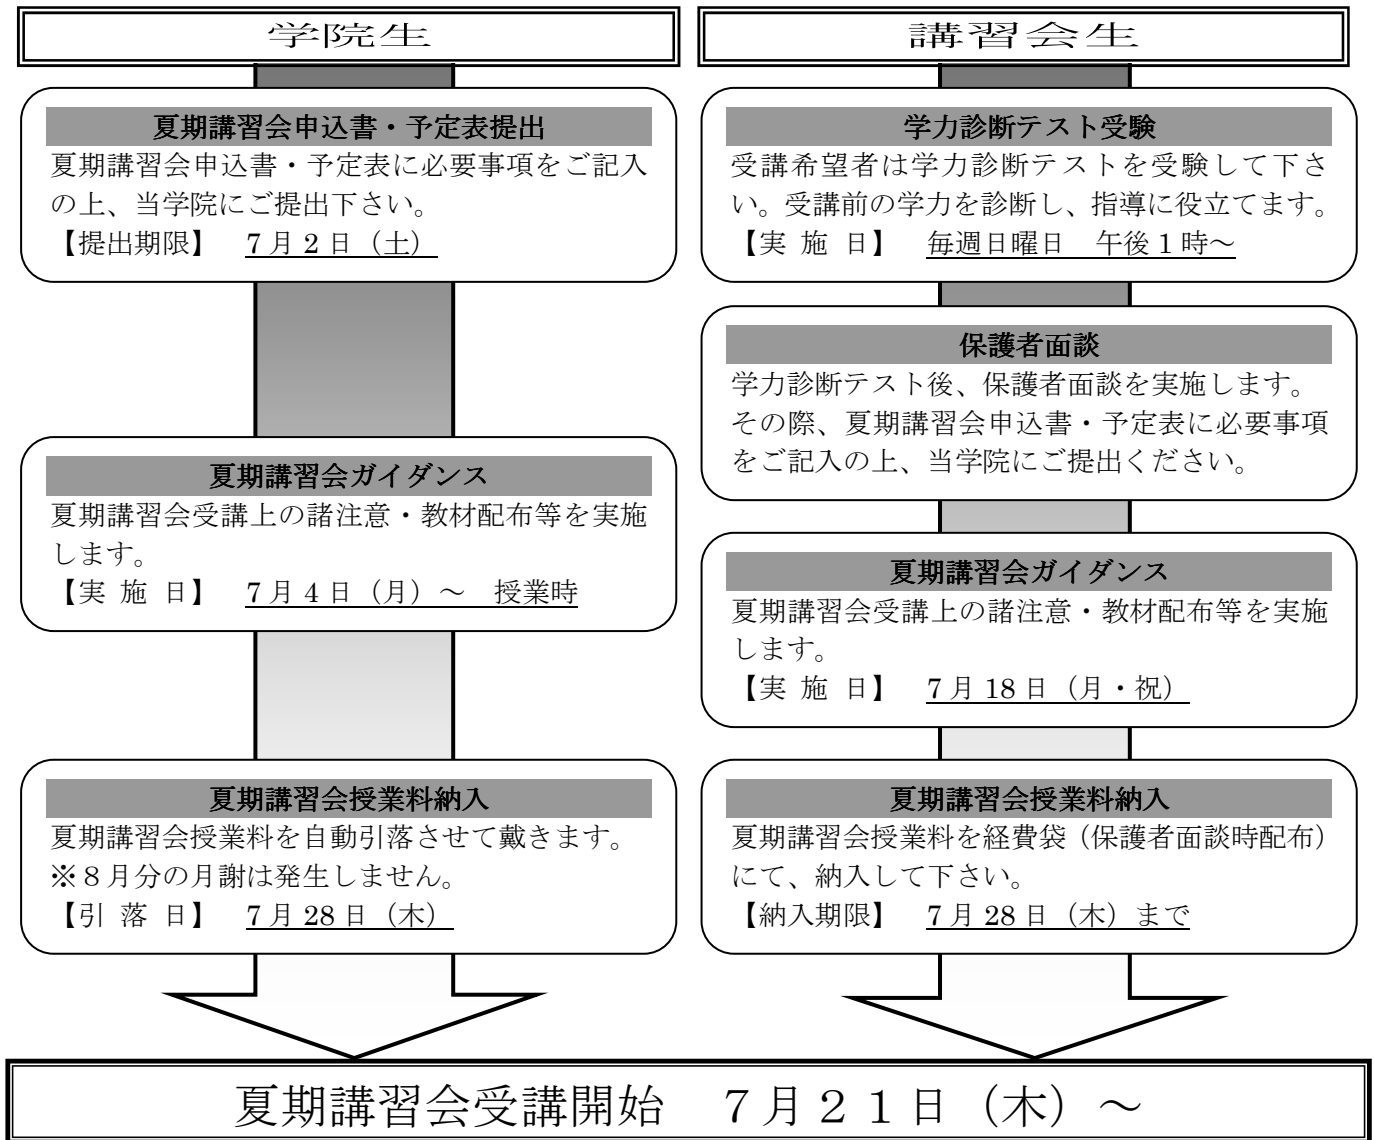 学院生
夏期講習会申込書・予定表提出
夏期講習会申込書・予定表に必要事項をご記入
の上、当学院にご提出下さい。
【提出期限】　7月2日（土）
夏期講習会ガイダンス
夏期講習会受講上の諸注意・教材配布等を実施
します。
【実 施 日】　7月4日（月）～　授業時
夏期講習会授業料納入
夏期講習会授業料を自動引落させて戴きます。
※８月分の月謝は発生しません。
【引 落 日】　7月28日（木）
講習会生
学力診断テスト受験
受講希望者は学力診断テストを受験して下さ
い。受講前の学力を診断し、指導に役立てます。
【実 施 日】　毎週日曜日　午後1時～
保護者面談
学力診断テスト後、保護者面談を実施します。
その際、夏期講習会申込書・予定表に必要事項
をご記入の上、当学院にご提出ください。
夏期講習会ガイダンス
夏期講習会受講上の諸注意・教材配布等を実施
します。
【実 施 日】　7月18日（月・祝）
夏期講習会授業料納入
夏期講習会授業料を経費袋（保護者面談時配布）
にて、納入して下さい。
【納入期限】　7月28日（木）まで
夏期講習会受講開始　７月２１日（木）～